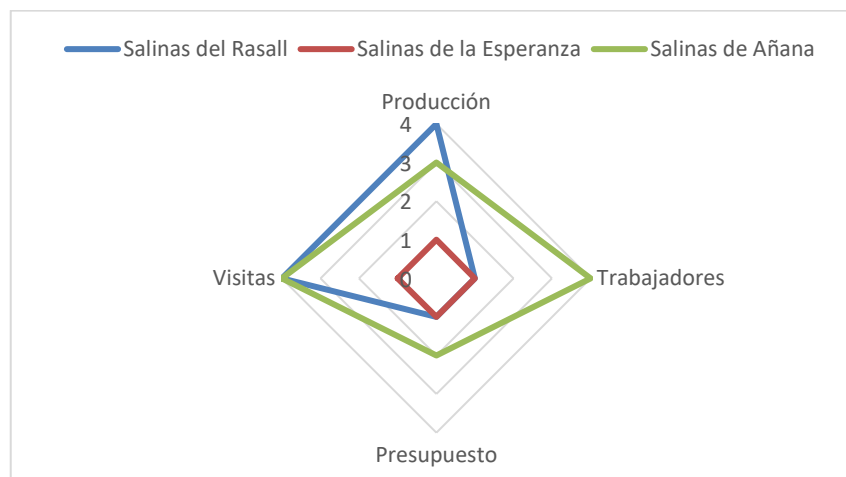 Salinas del Rasall Salinas de la Esperanza Salinas de Añana
Producción
4
3
2
1
0
Visitas
Trabajadores
Presupuesto